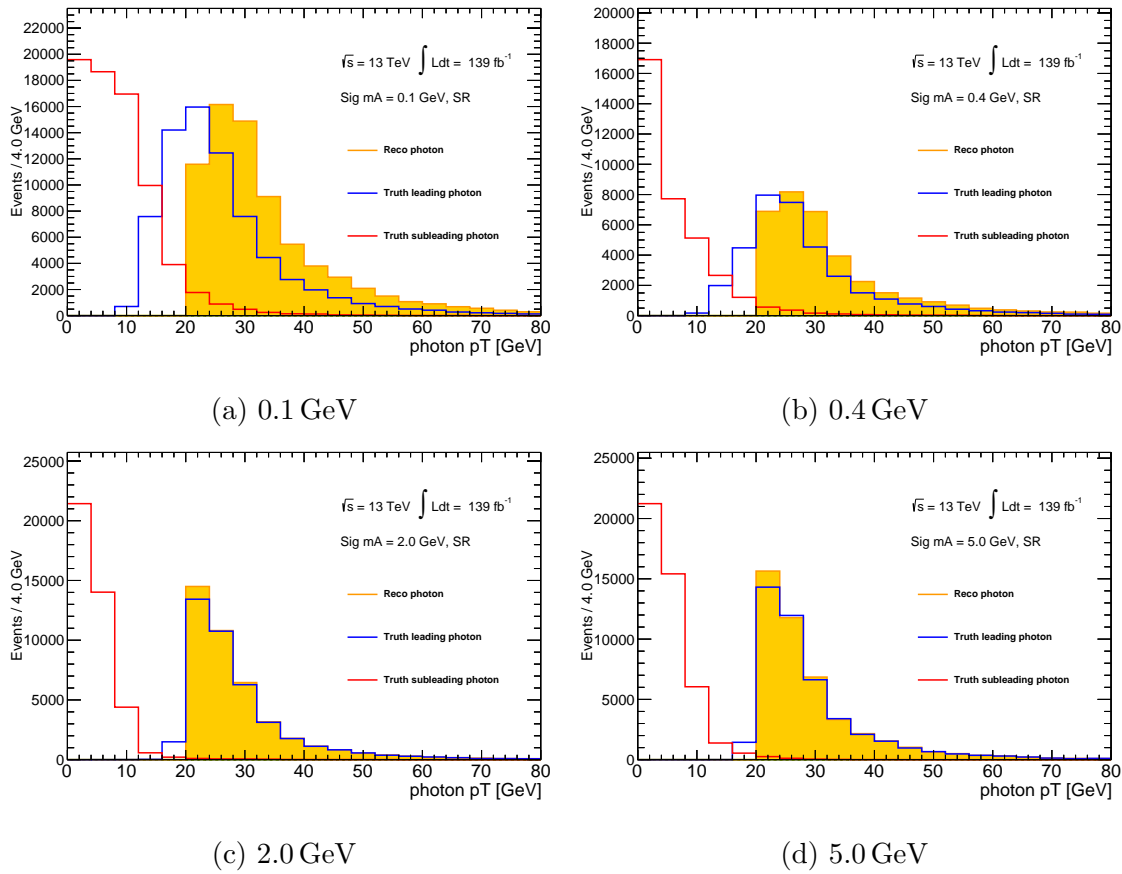 Events / 4.0 GeV
22000
20000
18000
16000
14000
12000
10000
8000
6000
4000
2000
0
√s = 13 TeV ∫ Ldt = 139 fb⁻¹
Sig mA = 0.1 GeV, SR
Reco photon
Truth leading photon
Truth subleading photon
0 10 20 30 40 50 60 70 80
photon pT [GeV]
(a) 0.1 GeV
Events / 4.0 GeV
20000
18000
16000
14000
12000
10000
8000
6000
4000
2000
0
√s = 13 TeV ∫ Ldt = 139 fb⁻¹
Sig mA = 0.4 GeV, SR
Reco photon
Truth leading photon
Truth subleading photon
0 10 20 30 40 50 60 70 80
photon pT [GeV]
(b) 0.4 GeV
Events / 4.0 GeV
25000
20000
15000
10000
5000
0
√s = 13 TeV ∫ Ldt = 139 fb⁻¹
Sig mA = 2.0 GeV, SR
Reco photon
Truth leading photon
Truth subleading photon
0 10 20 30 40 50 60 70 80
photon pT [GeV]
(c) 2.0 GeV
Events / 4.0 GeV
25000
20000
15000
10000
5000
0
√s = 13 TeV ∫ Ldt = 139 fb⁻¹
Sig mA = 5.0 GeV, SR
Reco photon
Truth leading photon
Truth subleading photon
0 10 20 30 40 50 60 70 80
photon pT [GeV]
(d) 5.0 GeV